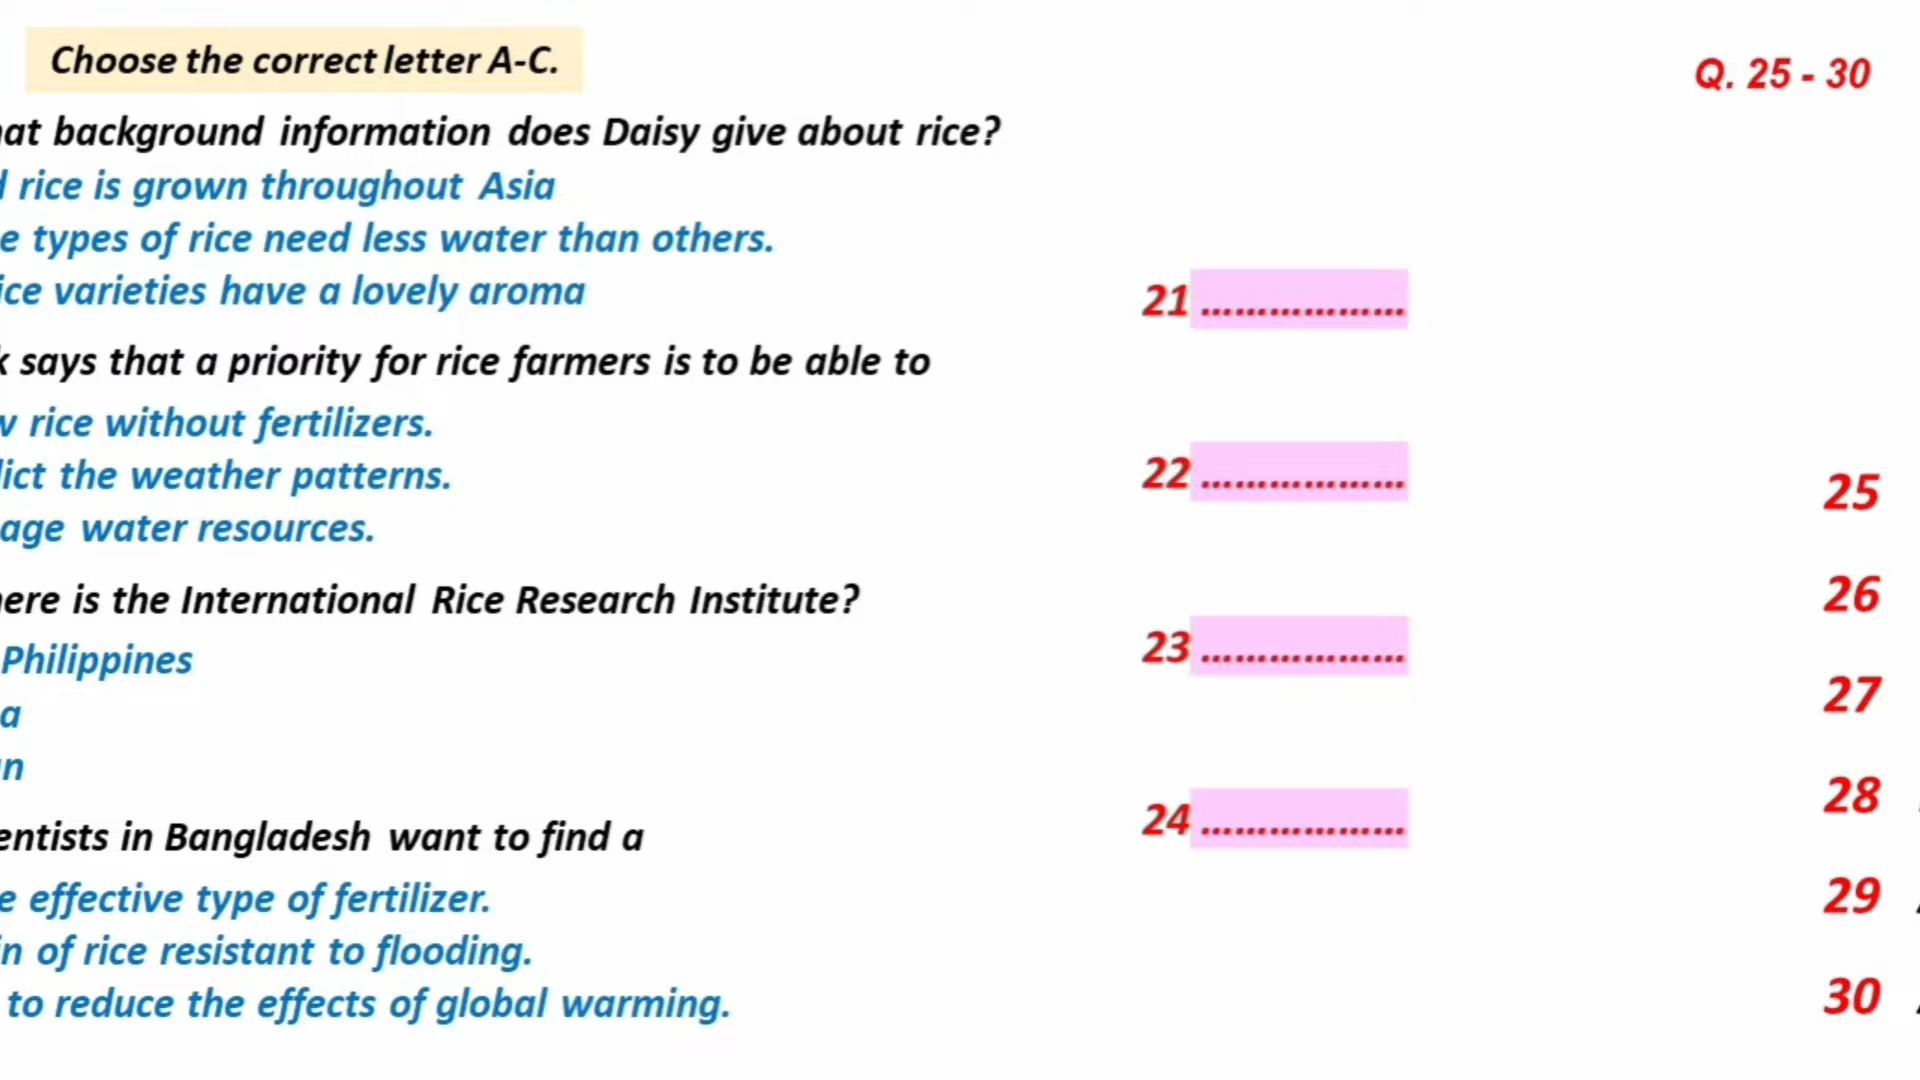 Choose the correct letter A-C.
Q. 25 - 30
at background information does Daisy give about rice?
rice is grown throughout Asia
e types of rice need less water than others.
ice varieties have a lovely aroma
21 ..................
k says that a priority for rice farmers is to be able to
w rice without fertilizers.
ict the weather patterns.
age water resources.
22 ..................
25
ere is the International Rice Research Institute?
Philippines
a
n
23 ..................
26
27
entists in Bangladesh want to find a
e effective type of fertilizer.
n of rice resistant to flooding.
to reduce the effects of global warming.
24 ..................
28
29
30